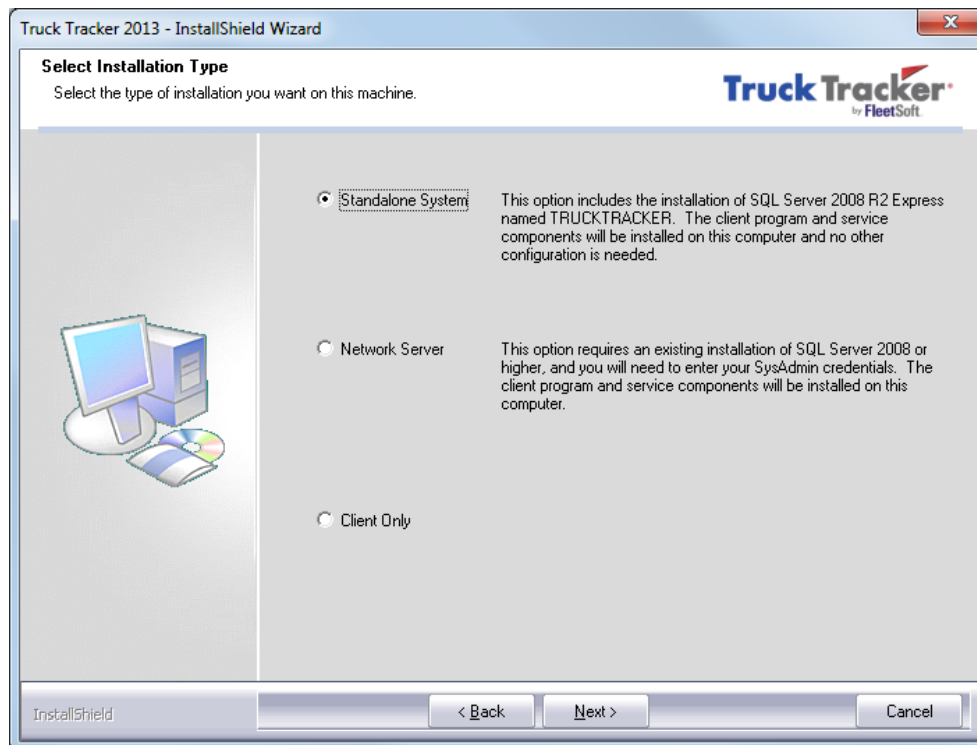 Truck Tracker 2013 - InstallShield Wizard
Select Installation Type
Select the type of installation you want on this machine.
Truck Tracker
by FleetSoft
Standalone System
This option includes the installation of SQL Server 2008 R2 Express
named TRUCKTRACKER. The client program and service
components will be installed on this computer and no other
configuration is needed.
Network Server
This option requires an existing installation of SQL Server 2008 or
higher, and you will need to enter your SysAdmin credentials. The
client program and service components will be installed on this
computer.
Client Only
InstallShield
< Back
Next >
Cancel